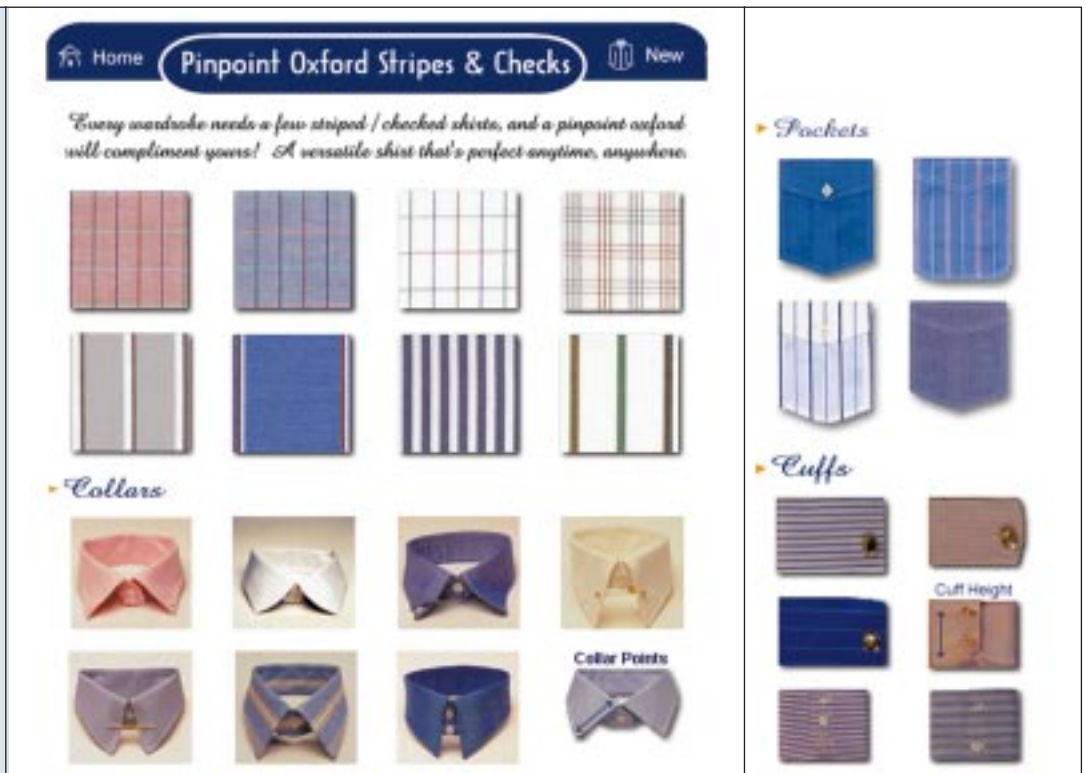 Home
Pinpoint Oxford Stripes & Checks
New
Every wardrobe needs a few striped / checked shirts, and a pinpoint oxford
will compliment yours! A versatile shirt that's perfect anytime, anywhere.
Collars
Collar Points
Pockets
Cuffs
Cuff Height